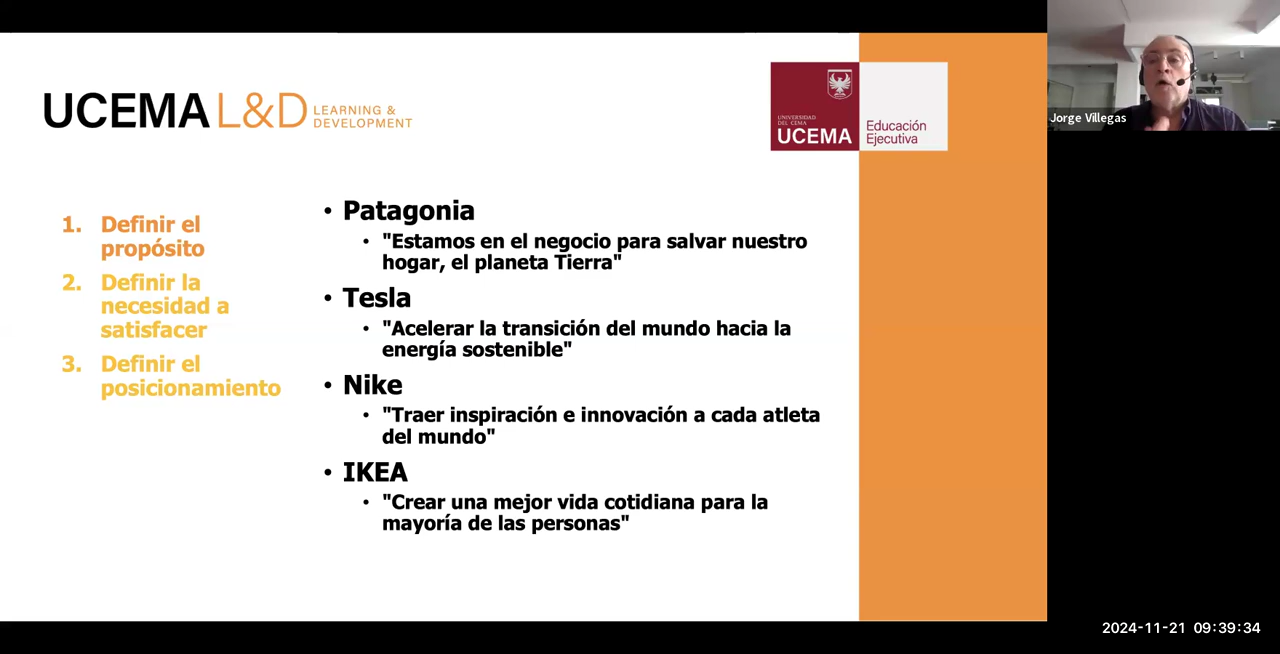 UCEMA L&D LEARNING &
DEVELOPMENT
UNIVERSIDAD
DEL CEMA
UCEMA
Educación
Ejecutiva
Jorge Villegas
1. Definir el
propósito
2. Definir la
necesidad a
satisfacer
3. Definir el
posicionamiento
• Patagonia
• "Estamos en el negocio para salvar nuestro
hogar, el planeta Tierra"
• Tesla
• "Acelerar la transición del mundo hacia la
energía sostenible"
• Nike
• "Traer inspiración e innovación a cada atleta
del mundo"
• IKEA
• "Crear una mejor vida cotidiana para la
mayoría de las personas"
2024-11-21 09:39:34